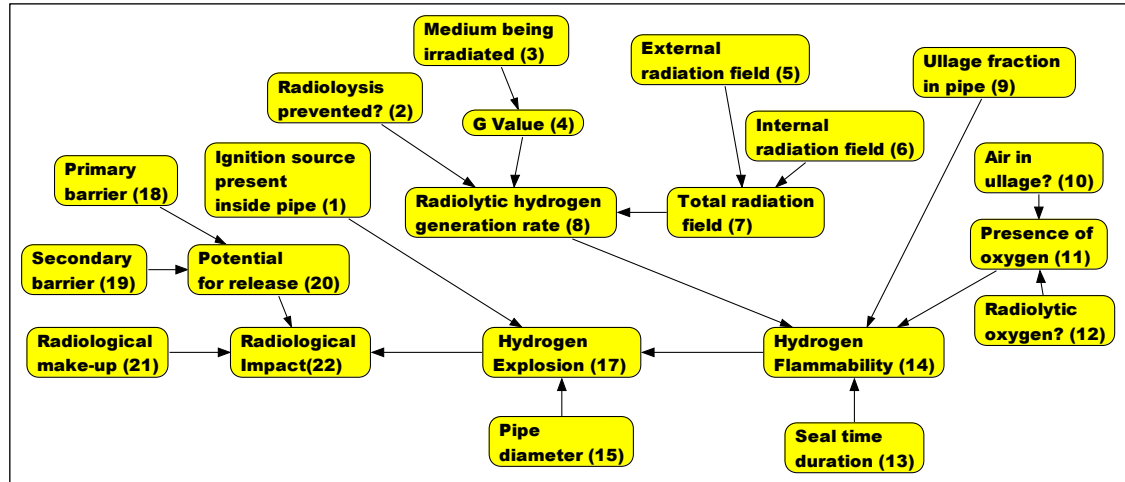 Medium being
irradiated (3)
External
radiation field (5)
Ullage fraction
in pipe (9)
Radioloysis
prevented? (2)
G Value (4)
Internal
radiation field (6)
Primary
barrier (18)
Ignition source
present
inside pipe (1)
Air in
ullage? (10)
Radiolytic hydrogen
generation rate (8)
Total radiation
field (7)
Presence of
oxygen (11)
Secondary
barrier (19)
Potential
for release (20)
Radiolytic
oxygen? (12)
Radiological
make-up (21)
Radiological
Impact(22)
Hydrogen
Explosion (17)
Hydrogen
Flammability (14)
Pipe
diameter (15)
Seal time
duration (13)